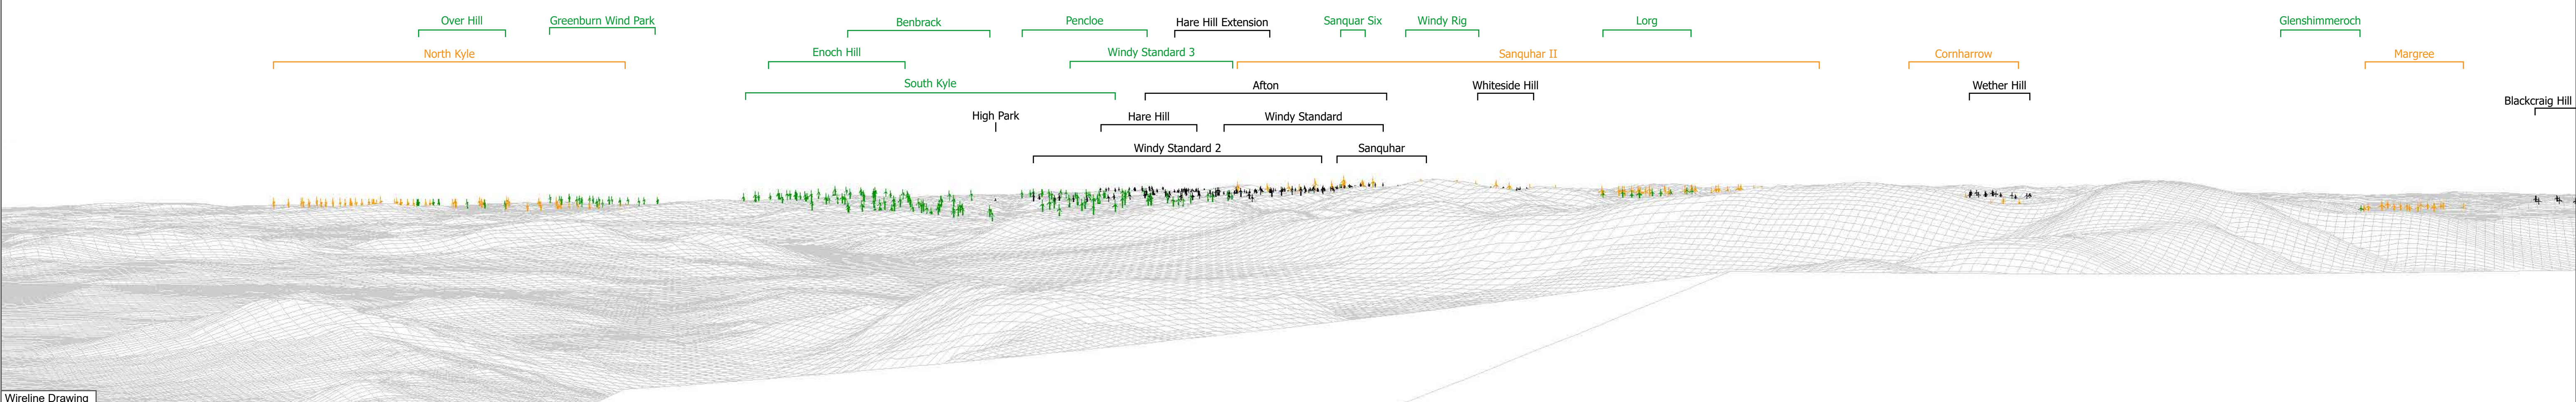 Over Hill
Greenburn Wind Park
Benbrack
Pencloe
Hare Hill Extension
Sanquar Six
Windy Rig
Lorg
Glenshimmeroch
North Kyle
Enoch Hill
Windy Standard 3
Sanquhar II
Cornharrow
Margree
South Kyle
Afton
Whiteside Hill
Wether Hill
Blackcraig Hill
High Park
Hare Hill
Windy Standard
Windy Standard 2
Sanquhar
Wireline Drawing